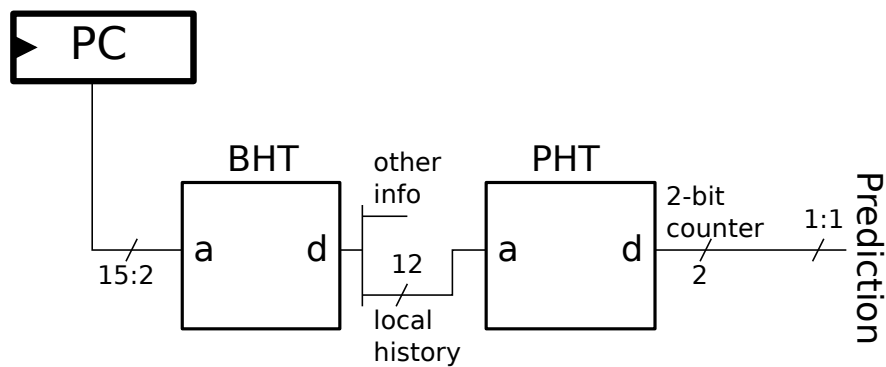 PC
BHT
PHT
other
info
2-bit
counter
1:1
Prediction
a
d
a
d
15:2
12
2
local
history